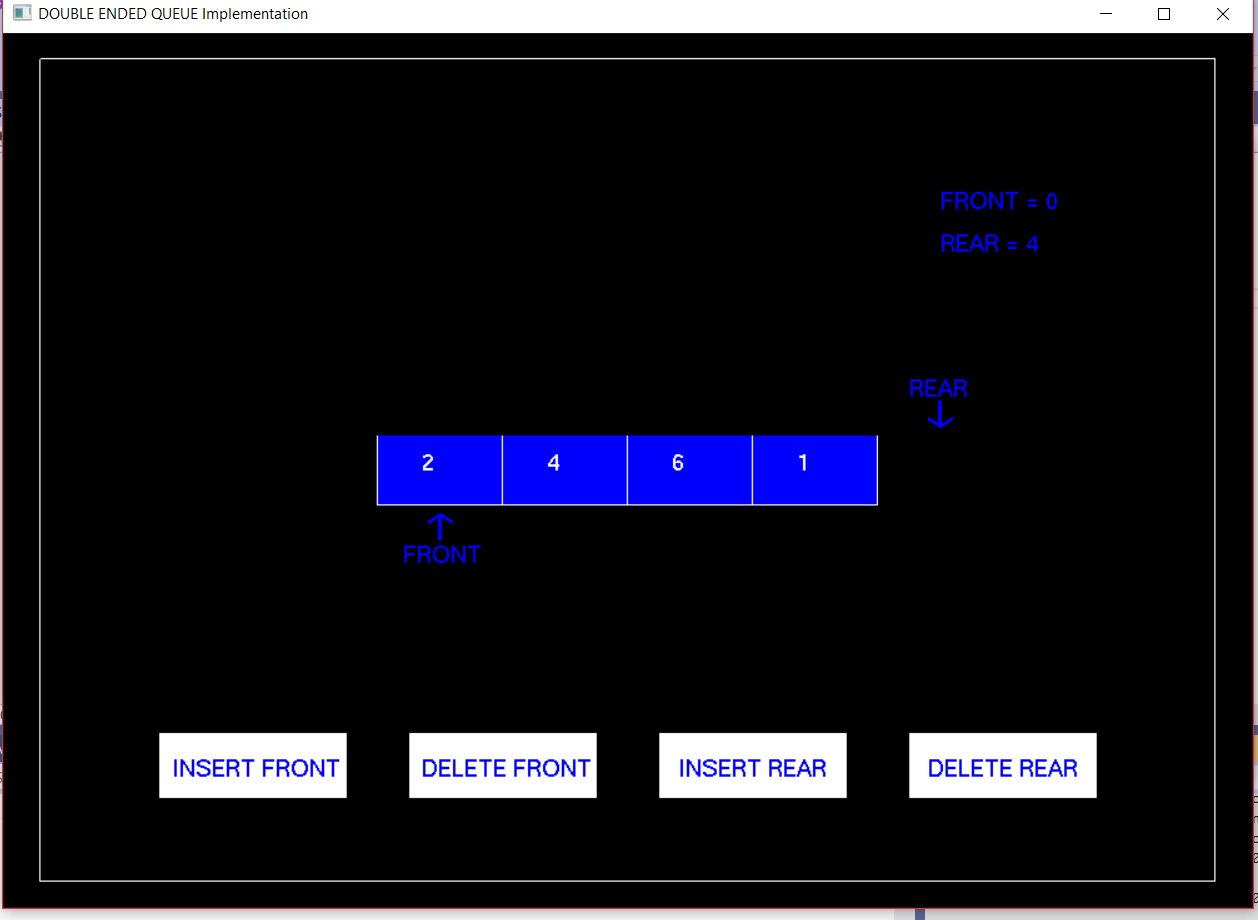 DOUBLE ENDED QUEUE Implementation
FRONT = 0
REAR = 4
REAR
2 4 6 1
FRONT
INSERT FRONT DELETE FRONT INSERT REAR DELETE REAR